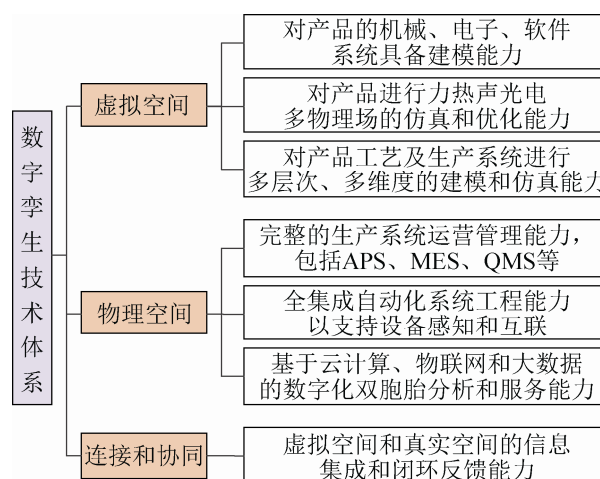 数字孪生技术体系
虚拟空间
对产品的机械、电子、软件
系统具备建模能力
对产品进行力热声光电
多物理场的仿真和优化能力
对产品工艺及生产系统进行
多层次、多维度的建模和仿真能力
物理空间
完整的生产系统运营管理能力，
包括APS、MES、QMS等
全集成自动化系统工程能力
以支持设备感知和互联
基于云计算、物联网和大数据
的数字化双胞胎分析和服务能力
连接和协同
虚拟空间和真实空间的信息
集成和闭环反馈能力